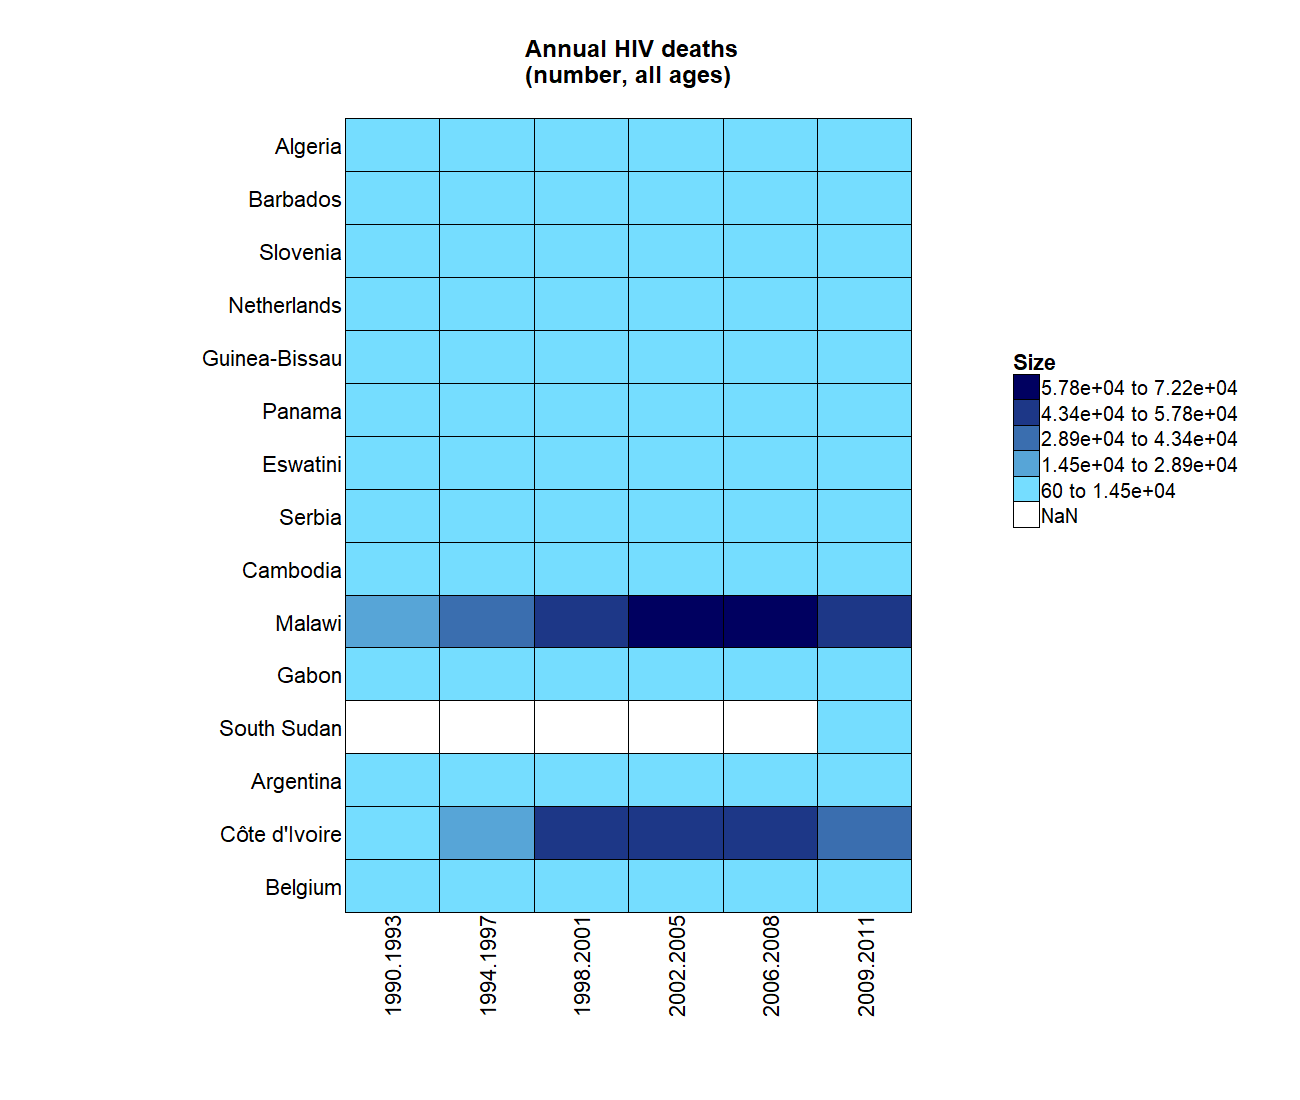 Annual HIV deaths
(number, all ages)
Algeria
Barbados
Slovenia
Netherlands
Guinea-Bissau
Panama
Eswatini
Serbia
Cambodia
Malawi
Gabon
South Sudan
Argentina
Côte d'Ivoire
Belgium
1990.1993
1994.1997
1998.2001
2002.2005
2006.2008
2009.2011
Size
5.78e+04 to 7.22e+04
4.34e+04 to 5.78e+04
2.89e+04 to 4.34e+04
1.45e+04 to 2.89e+04
60 to 1.45e+04
NaN